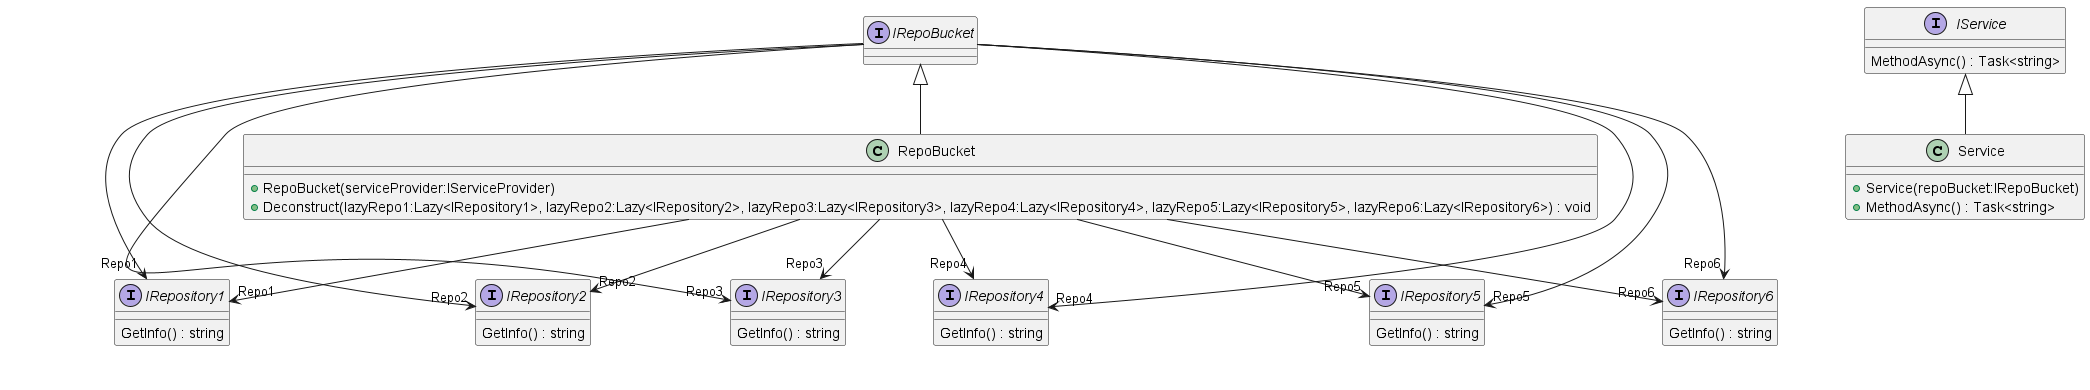 I IRepoBucket
I IService
MethodAsync() : Task<string>
C RepoBucket
RepoBucket(serviceProvider:IServiceProvider)
Deconstruct(lazyRepo1:Lazy<IRepository1>, lazyRepo2:Lazy<IRepository2>, lazyRepo3:Lazy<IRepository3>, lazyRepo4:Lazy<IRepository4>, lazyRepo5:Lazy<IRepository5>, lazyRepo6:Lazy<IRepository6>) : void
C Service
Service(repoBucket:IRepoBucket)
MethodAsync() : Task<string>
Repo1
Repo3
Repo4
Repo6
Repo1
Repo2
Repo2
Repo3
Repo4
Repo5
Repo5
Repo6
I IRepository1
GetInfo() : string
I IRepository2
GetInfo() : string
I IRepository3
GetInfo() : string
I IRepository4
GetInfo() : string
I IRepository5
GetInfo() : string
I IRepository6
GetInfo() : string